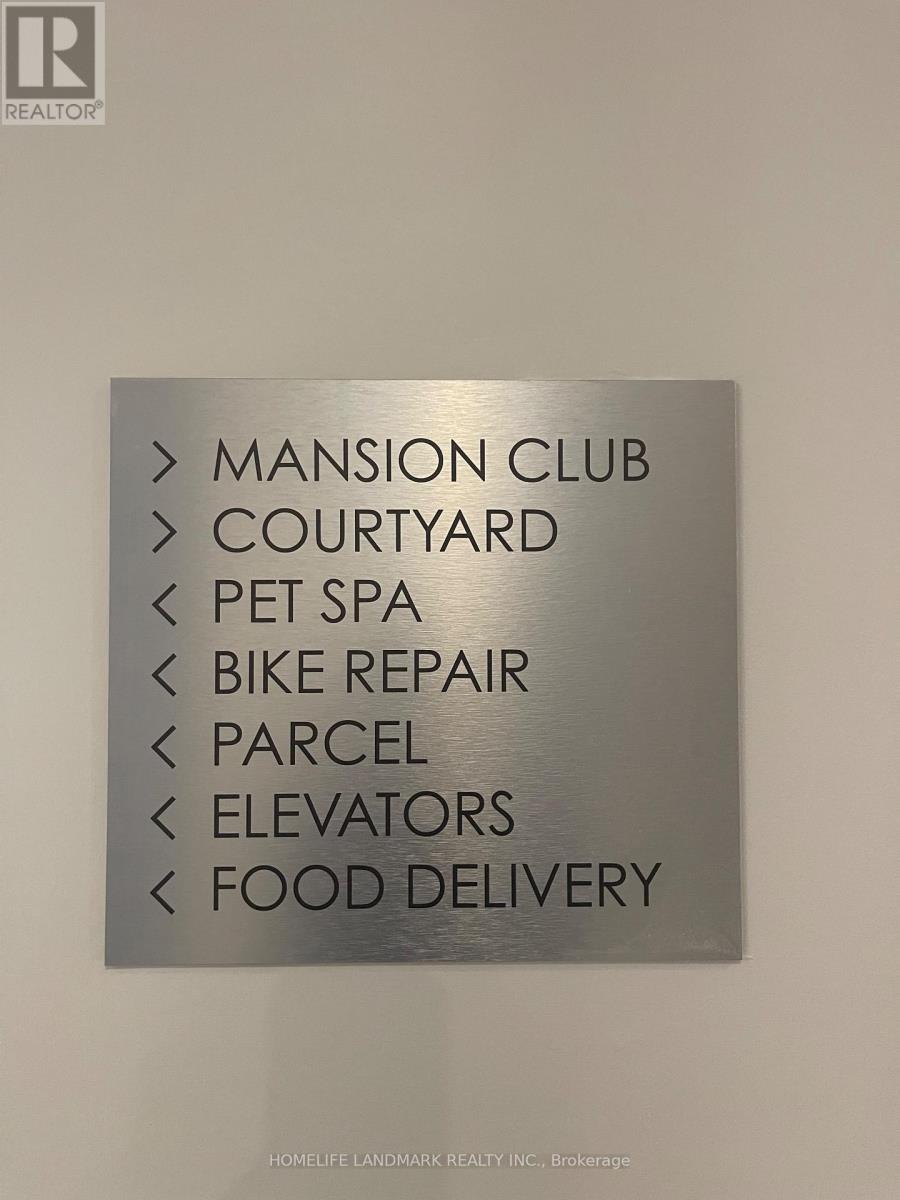 R
REALTOR®
> MANSION CLUB
> COURTYARD
< PET SPA
< BIKE REPAIR
< PARCEL
< ELEVATORS
< FOOD DELIVERY
HOMELIFE LANDMARK REALTY INC., Brokerage